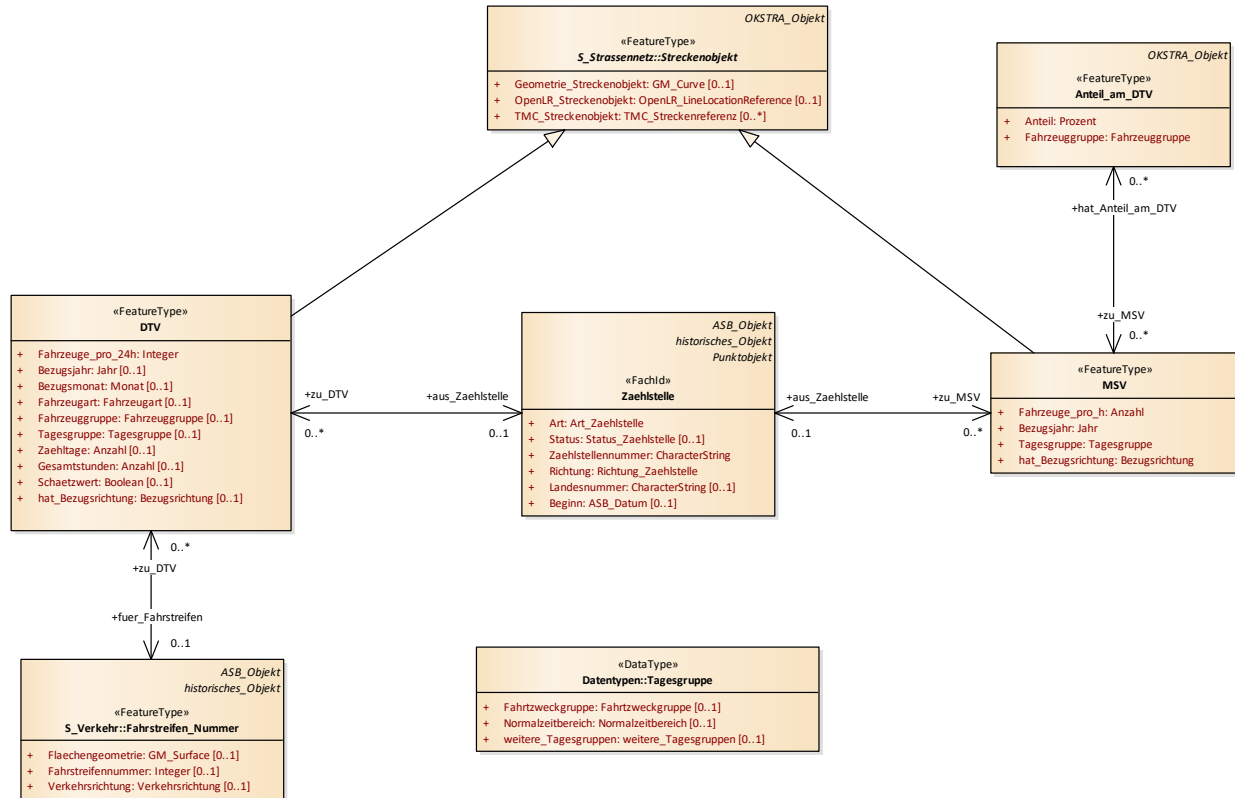 OKSTRA_Objekt
«FeatureType»
S_Strassennetz::Streckenobjekt
+ Geometrie_Streckenobjekt: GM_Curve [0..1]
+ OpenLR_Streckenobjekt: OpenLR_LineLocationReference [0..1]
+ TMC_Streckenobjekt: TMC_Streckenreferenz [0..*]
OKSTRA_Objekt
«FeatureType»
Anteil_am_DTV
+ Anteil: Prozent
+ Fahrzeuggruppe: Fahrzeuggruppe
0..*
+hat_Anteil_am_DTV
+zu_MSV
0..*
«FeatureType»
DTV
+ Fahrzeuge_pro_24h: Integer
+ Bezugsjahr: Jahr [0..1]
+ Bezugsmonat: Monat [0..1]
+ Fahrzeugart: Fahrzeugart [0..1]
+ Fahrzeuggruppe: Fahrzeuggruppe [0..1]
+ Tagesgruppe: Tagesgruppe [0..1]
+ Zaehltage: Anzahl [0..1]
+ Gesamtstunden: Anzahl [0..1]
+ Schaetzwert: Boolean [0..1]
+ hat_Bezugsrichtung: Bezugsrichtung [0..1]
+zu_DTV
0..*
+aus_Zaehlstelle
0..1
ASB_Objekt
historisches_Objekt
Punktobjekt
«FachId»
Zaehlstelle
+ Art: Art_Zaehlstelle
+ Status: Status_Zaehlstelle [0..1]
+ Zaehlstellennummer: CharacterString
+ Richtung: Richtung_Zaehlstelle
+ Landesnummer: CharacterString [0..1]
+ Beginn: ASB_Datum [0..1]
+aus_Zaehlstelle
0..1
+zu_MSV
0..*
«FeatureType»
MSV
+ Fahrzeuge_pro_h: Anzahl
+ Bezugsjahr: Jahr
+ Tagesgruppe: Tagesgruppe
+ hat_Bezugsrichtung: Bezugsrichtung
0..*
+zu_DTV
+fuer_Fahrstreifen
0..1
ASB_Objekt
historisches_Objekt
«FeatureType»
S_Verkehr::Fahrstreifen_Nummer
+ Flaechengeometrie: GM_Surface [0..1]
+ Fahrstreifennummer: Integer [0..1]
+ Verkehrsrichtung: Verkehrsrichtung [0..1]
«DataType»
Datentypen::Tagesgruppe
+ Fahrtzweckgruppe: Fahrtzweckgruppe [0..1]
+ Normalzeitbereich: Normalzeitbereich [0..1]
+ weitere_Tagesgruppen: weitere_Tagesgruppen [0..1]